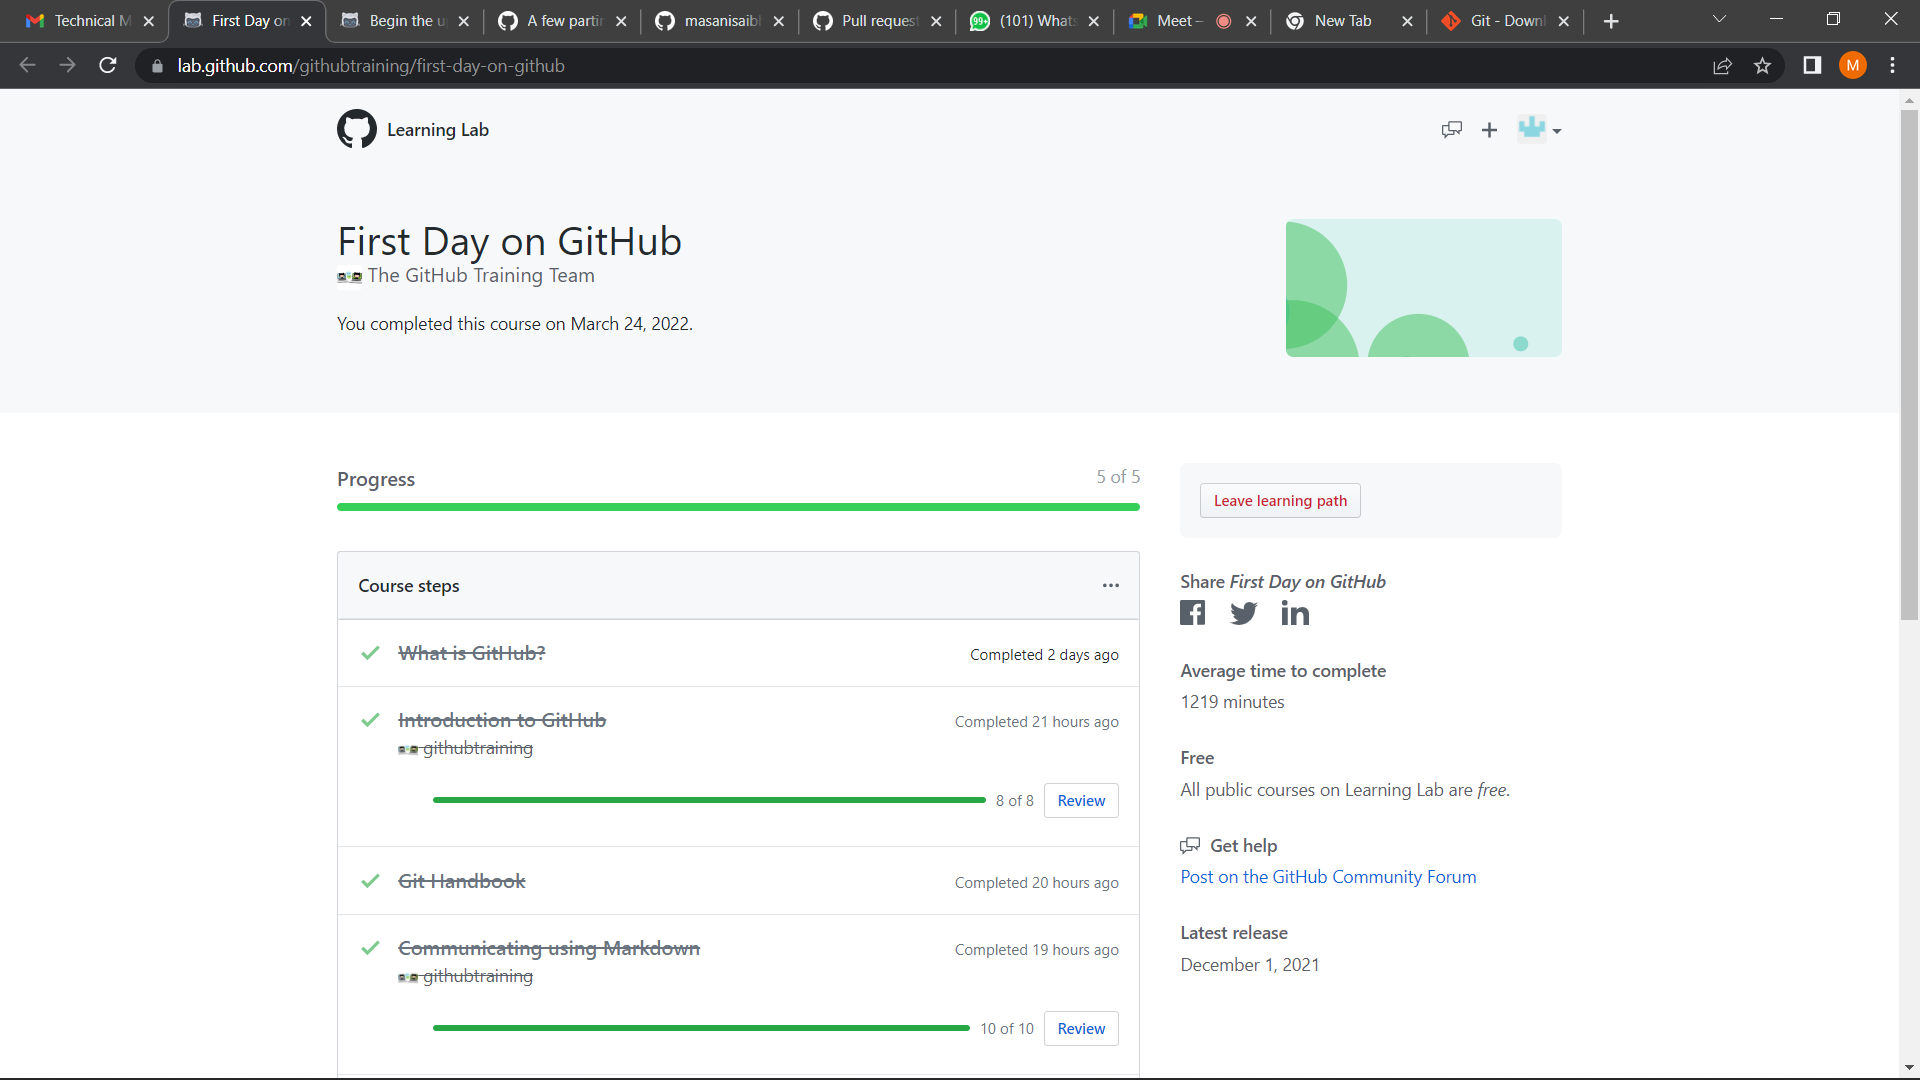 Technical M
First Day on
Begin the u
A few partin
masanisaib
Pull request
(101) Whats
Meet –
New Tab
Git - Downl
lab.github.com/githubtraining/first-day-on-github
M
Learning Lab
First Day on GitHub
The GitHub Training Team
You completed this course on March 24, 2022.
Progress
5 of 5
Leave learning path
Course steps
Share First Day on GitHub
What is GitHub?
Completed 2 days ago
Average time to complete
1219 minutes
Introduction to GitHub
Completed 21 hours ago
githubtraining
Free
All public courses on Learning Lab are free.
8 of 8
Review
Get help
Post on the GitHub Community Forum
Git Handbook
Completed 20 hours ago
Latest release
December 1, 2021
Communicating using Markdown
Completed 19 hours ago
githubtraining
10 of 10
Review